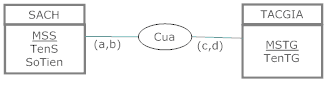 SACH
MSS
TenS
SoTien
(a,b)
Cua
(c,d)
TACGIA
MSTG
TenTG